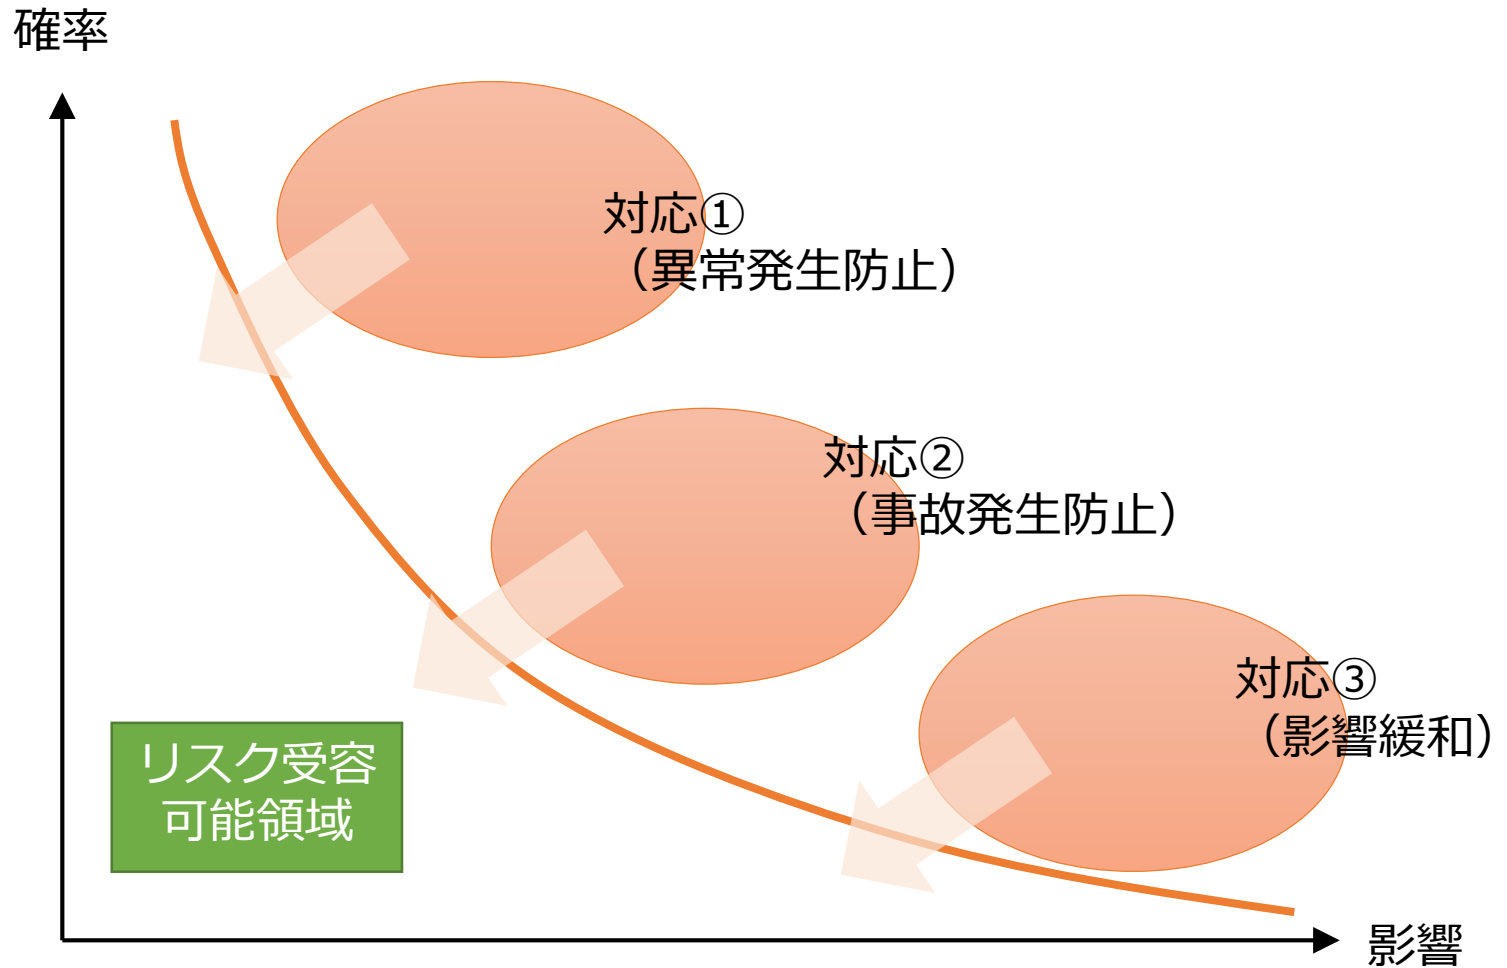 確率
対応①
（異常発生防止）
対応②
（事故発生防止）
対応③
（影響緩和）
リスク受容
可能領域
影響